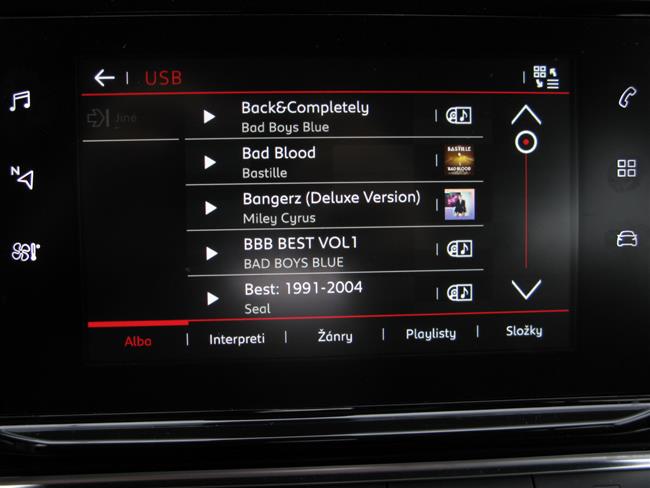 USB
Jiné
Back&Completely
Bad Boys Blue
Bad Blood
Bastille
BASTILLE
BAD BLOOD
Bangerz (Deluxe Version)
Miley Cyrus
BBB BEST VOL1
BAD BOYS BLUE
Best: 1991-2004
Seal
Alba
Interpreti
Žánry
Playlisty
Složky
N